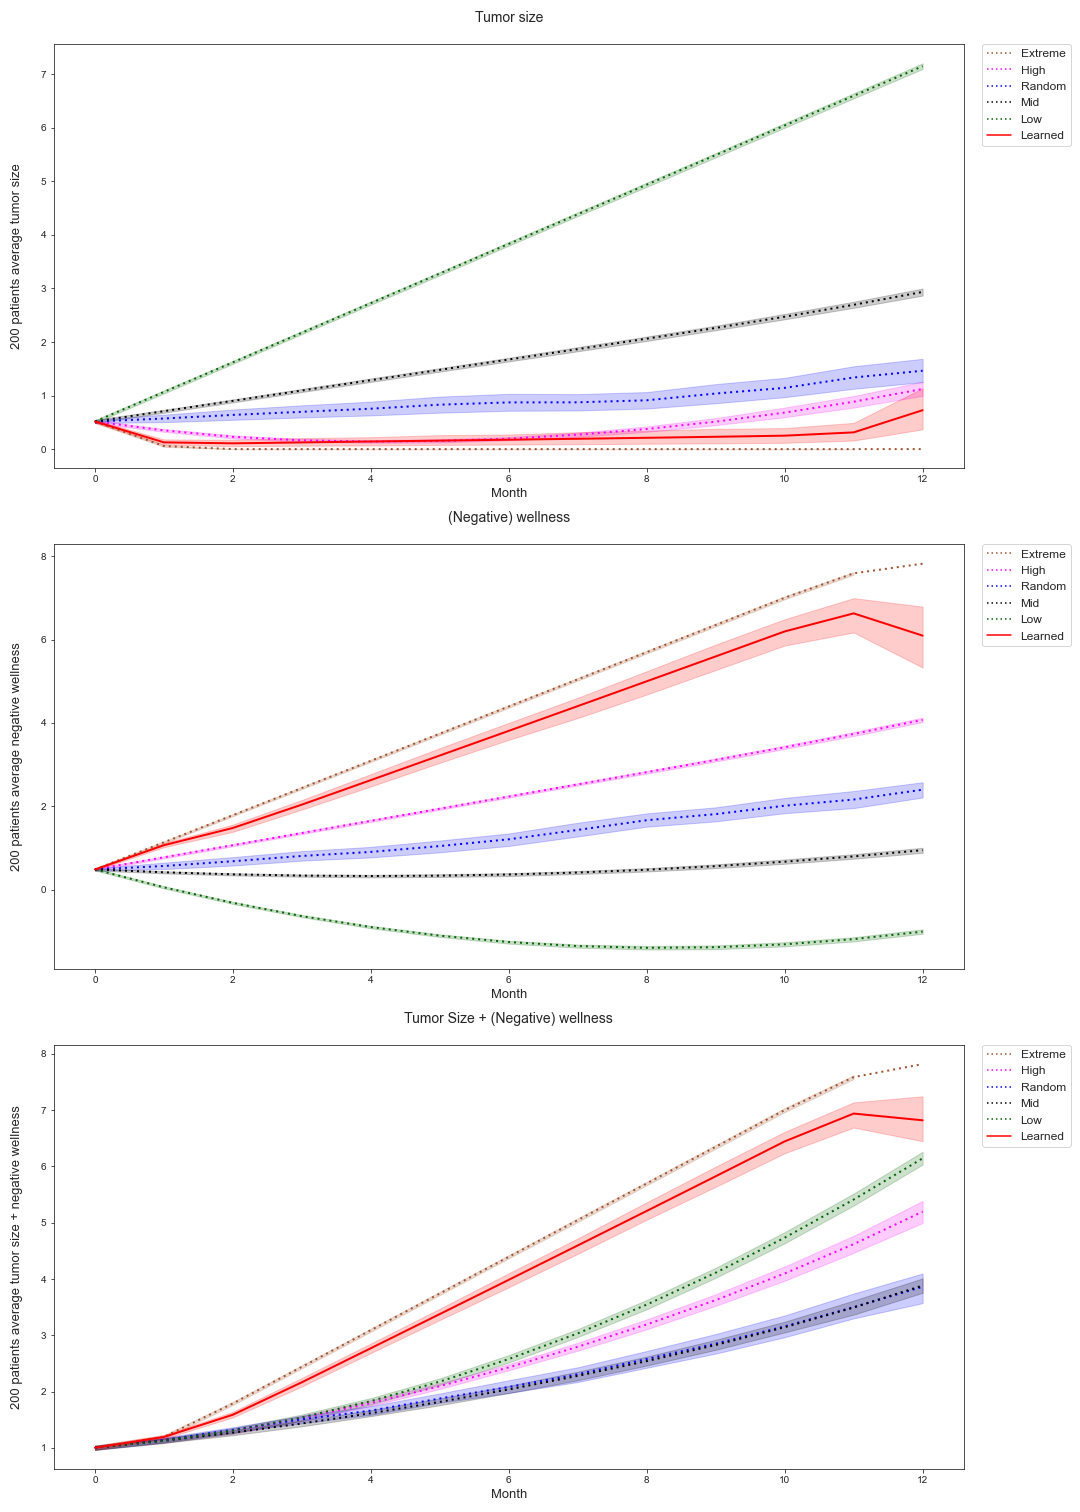 Tumor size
200 patients average tumor size
7
6
5
4
3
2
1
0
0 2 4 6 8 10 12
Month
Extreme
High
Random
Mid
Low
Learned
(Negative) wellness
200 patients average negative wellness
8
6
4
2
0
0 2 4 6 8 10 12
Month
Extreme
High
Random
Mid
Low
Learned
Tumor Size + (Negative) wellness
200 patients average tumor size + negative wellness
8
7
6
5
4
3
2
1
0 2 4 6 8 10 12
Month
Extreme
High
Random
Mid
Low
Learned